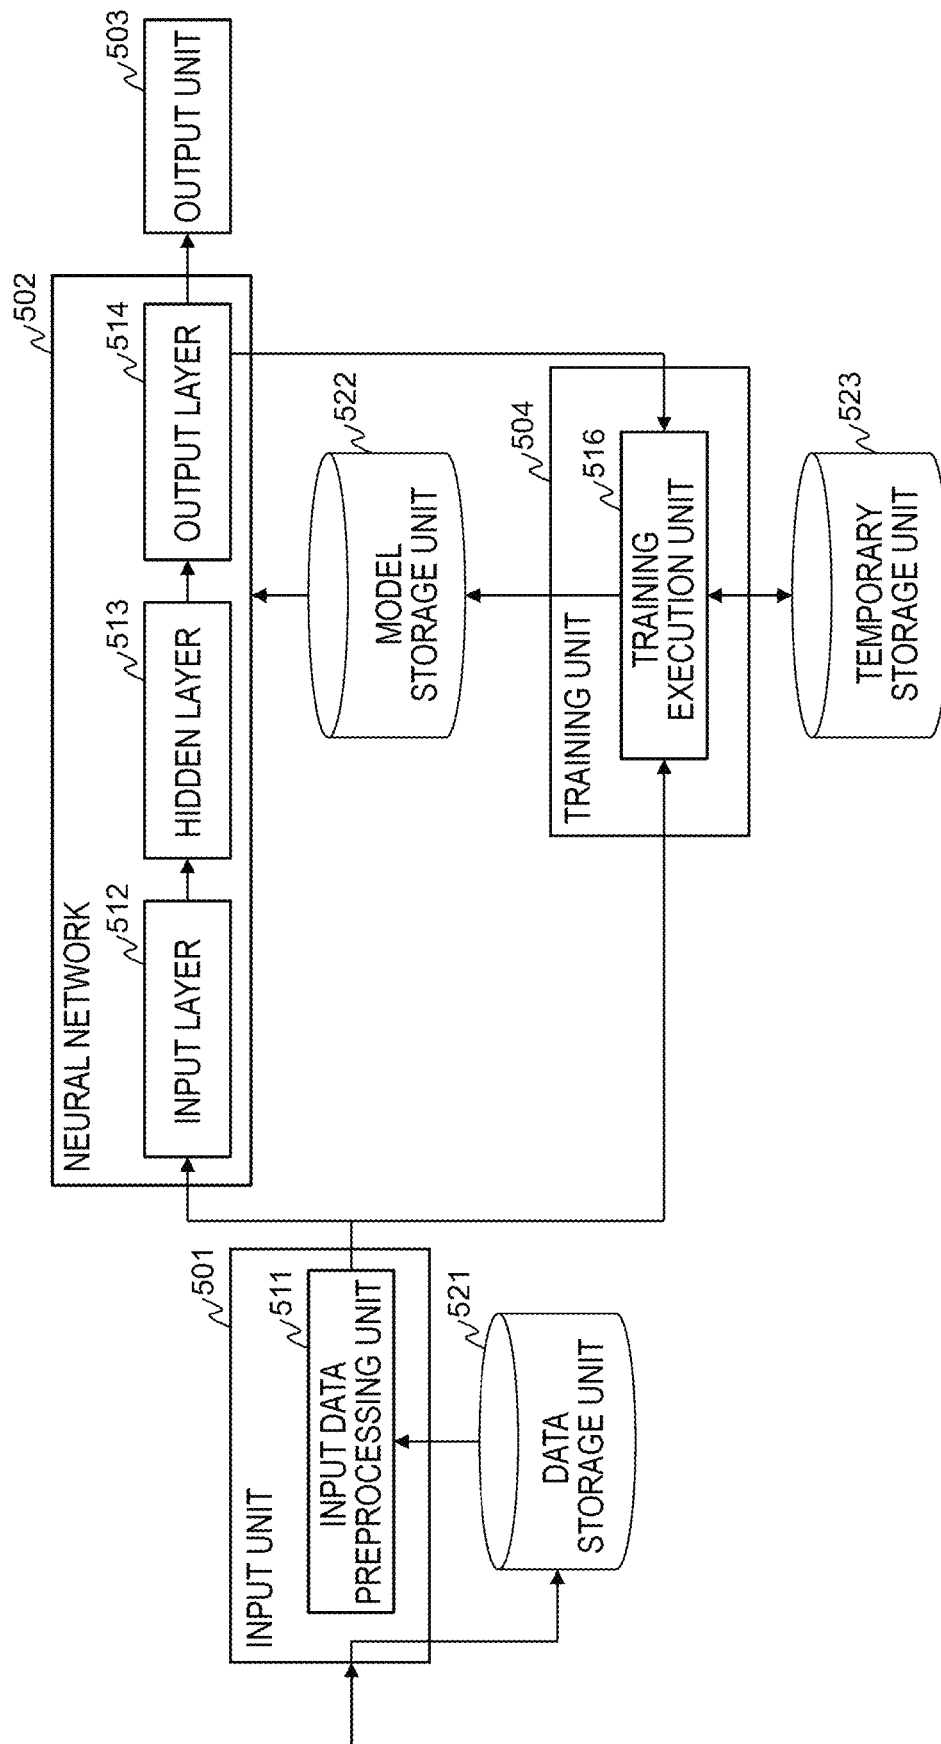 INPUT UNIT
501
INPUT DATA
PREPROCESSING UNIT
511
DATA
STORAGE UNIT
521
NEURAL NETWORK
502
INPUT LAYER
512
HIDDEN LAYER
513
OUTPUT LAYER
514
OUTPUT UNIT
503
MODEL
STORAGE UNIT
522
TRAINING UNIT
504
TRAINING
EXECUTION UNIT
516
TEMPORARY
STORAGE UNIT
523